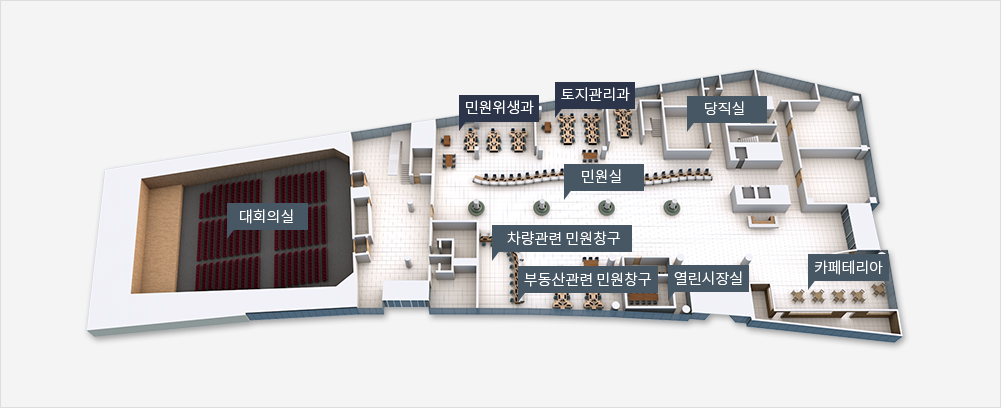 토지관리과
민원위생과
당직실
민원실
대회의실
차량관련 민원창구
부동산관련 민원창구
열린시장실
카페테리아